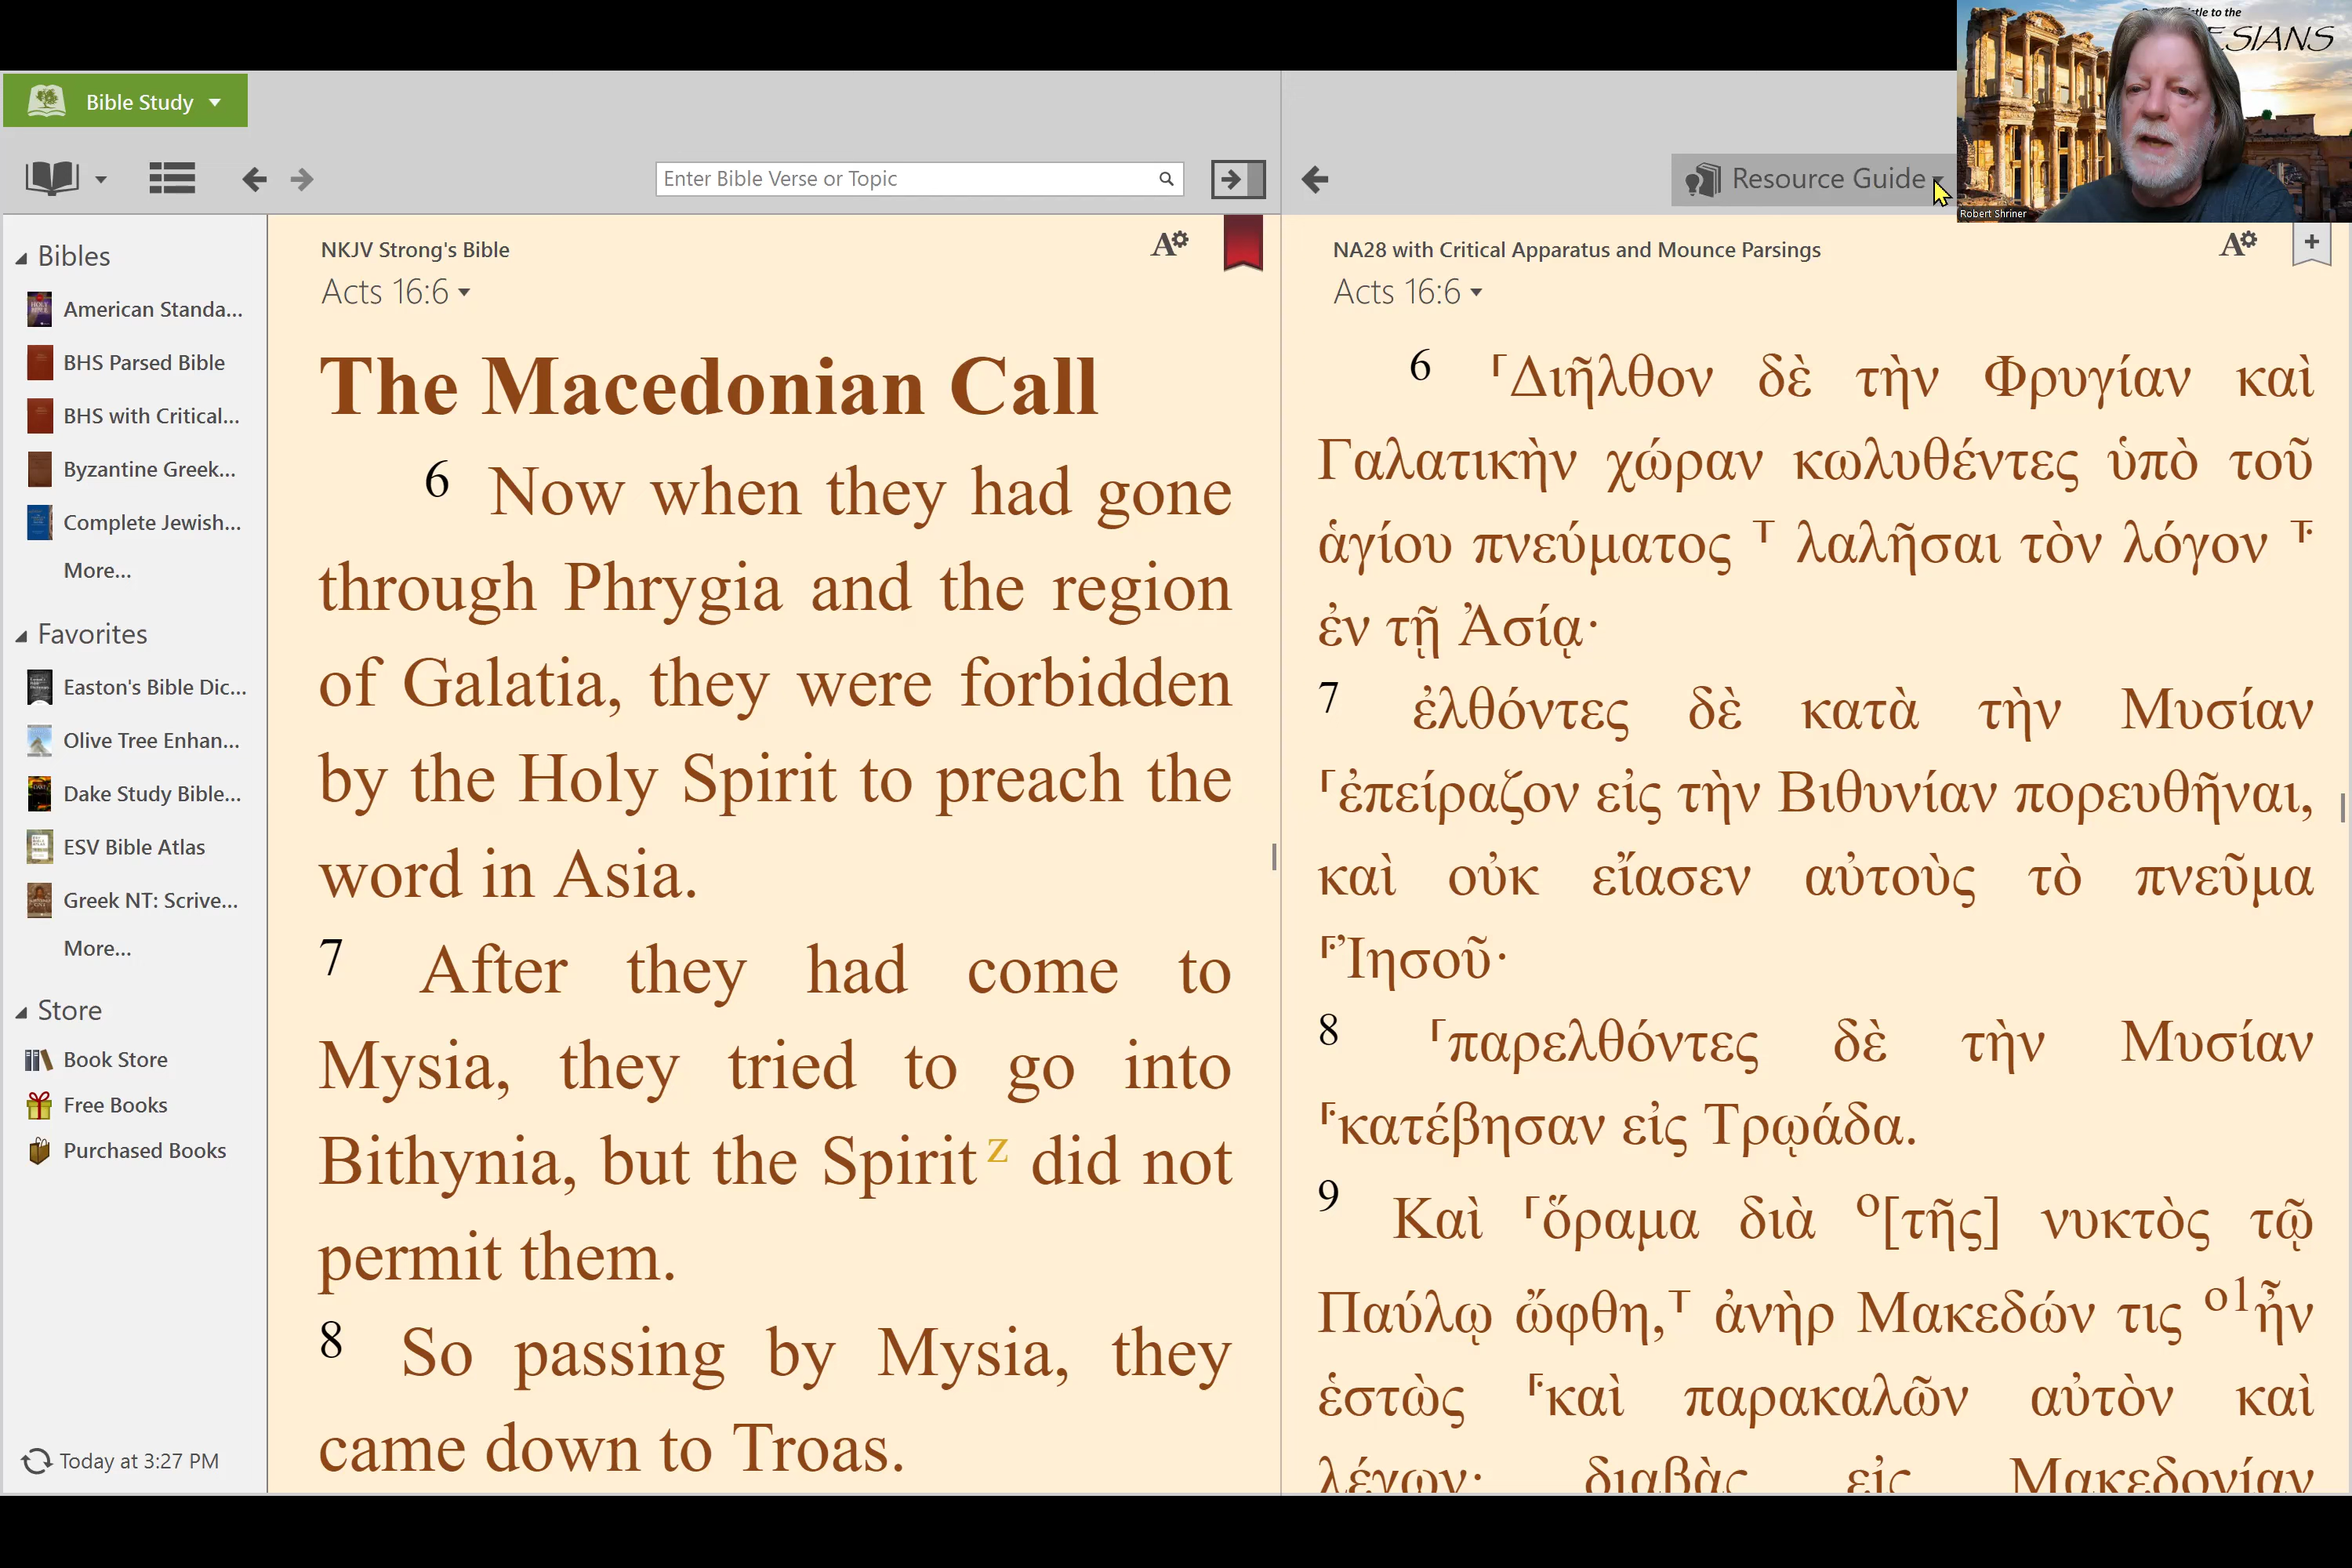 Bible Study
Enter Bible Verse or Topic
Resource Guide
stle to the
ESIANS
Robert Shriner
Bibles
American Standa...
BHS Parsed Bible
BHS with Critical...
Byzantine Greek...
Complete Jewish...
More...
Favorites
Easton's Bible Dic...
Olive Tree Enhan...
Dake Study Bible...
ESV Bible Atlas
Greek NT: Scrive...
More...
Store
Book Store
Free Books
Purchased Books
Today at 3:27 PM
NKJV Strong's Bible
Acts 16:6
The Macedonian Call
6 Now when they had gone
through Phrygia and the region
of Galatia, they were forbidden
by the Holy Spirit to preach the
word in Asia.
7 After they had come to
Mysia, they tried to go into
Bithynia, but the Spirit z did not
permit them.
8 So passing by Mysia, they
came down to Troas.
NA28 with Critical Apparatus and Mounce Parsings
Acts 16:6
6 ⸀Διῆλθον δὲ τὴν Φρυγίαν καὶ
Γαλατικὴν χώραν κωλυθέντες ὑπὸ τοῦ
ἁγίου πνεύματος ⸆ λαλῆσαι τὸν λόγον ⸇
ἐν τῇ Ἀσίᾳ·
7 ἐλθόντες δὲ κατὰ τὴν Μυσίαν
⸀ἐπείραζον εἰς τὴν Βιθυνίαν πορευθῆναι,
καὶ οὐκ εἴασεν αὐτοὺς τὸ πνεῦμα
⸁Ἰησοῦ·
8 ⸀παρελθόντες δὲ τὴν Μυσίαν
⸁κατέβησαν εἰς Τρῳάδα.
9 Καὶ ⸀ὅραμα διὰ ⸋[τῆς] νυκτὸς τῷ
Παύλῳ ὤφθη,⸆ ἀνὴρ Μακεδών τις ⸋1ἦν
ἑστὼς ⸁καὶ παρακαλῶν αὐτὸν καὶ
λέγων· διαβὰς εἰς Μακεδονίαν